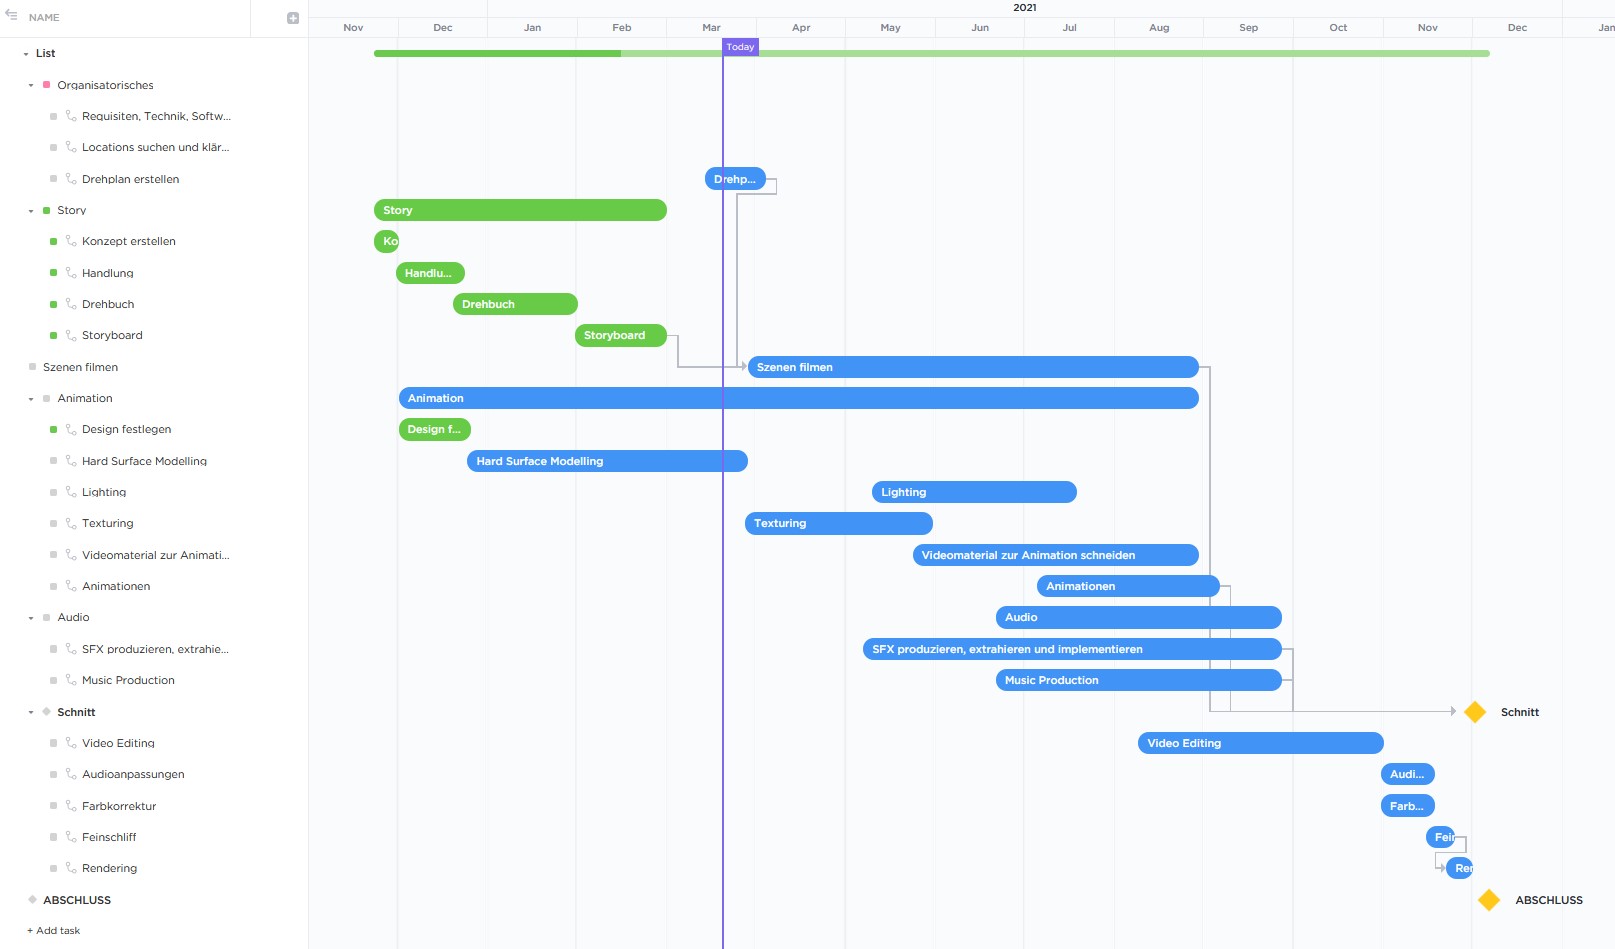 NAME
2021
Nov Dec Jan Feb Mar Apr May Jun Jul Aug Sep Oct Nov Dec Jan
Today
List
Organisatorisches
Requisiten, Technik, Softw...
Locations suchen und klär...
Drehplan erstellen Drehp...
Story Story
Konzept erstellen Ko
Handlung Handlu...
Drehbuch Drehbuch
Storyboard Storyboard
Szenen filmen Szenen filmen
Animation Animation
Design festlegen Design f...
Hard Surface Modelling Hard Surface Modelling
Lighting Lighting
Texturing Texturing
Videomaterial zur Animati... Videomaterial zur Animation schneiden
Animationen Animationen
Audio Audio
SFX produzieren, extrahie... SFX produzieren, extrahieren und implementieren
Music Production Music Production
Schnitt Schnitt
Video Editing Video Editing
Audioanpassungen Audi...
Farbkorrektur Farb...
Feinschliff Fein
Rendering Ren
ABSCHLUSS ABSCHLUSS
+ Add task